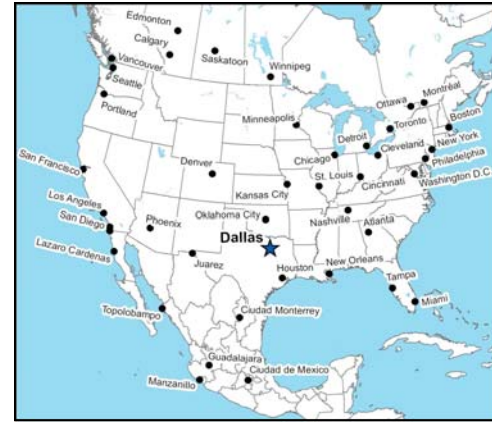 Edmonton
Calgary
Saskatoon
Winnipeg
Vancouver
Seattle
Portland
Ottawa
Montréal
Minneapolis
Toronto
Boston
Detroit
New York
Chicago
Cleveland
Philadelphia
San Francisco
Denver
St. Louis
Washington D.C.
Kansas City
Cincinnati
Los Angeles
Oklahoma City
Nashville
San Diego
Phoenix
Atlanta
Dallas
Lazaro Cardenas
Juarez
Houston
New Orleans
Tampa
Topolobampo
Ciudad Monterrey
Miami
Guadalajara
Ciudad de Mexico
Manzanillo